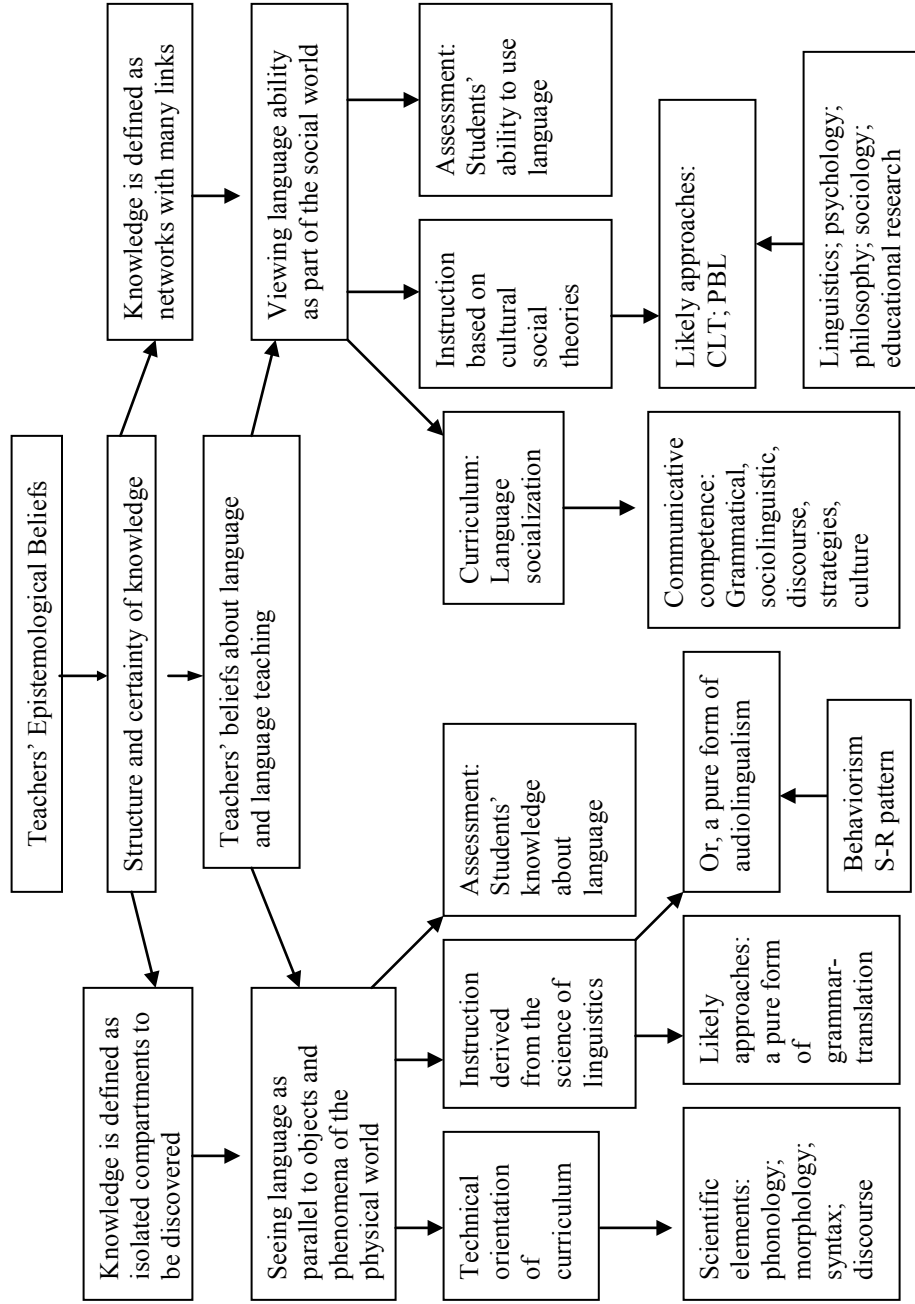 Teachers’ Epistemological Beliefs
Structure and certainty of knowledge
Knowledge is defined as
isolated compartments to
be discovered
Knowledge is defined as
networks with many links
Teachers’ beliefs about language
and language teaching
Seeing language as
parallel to objects and
phenomena of the
physical world
Viewing language ability
as part of the social world
Technical
orientation
of
curriculum
Instruction
derived
from the
science of
linguistics
Assessment:
Students’
knowledge
about
language
Curriculum:
Language
socialization
Instruction
based on
cultural
social
theories
Assessment:
Students’
ability to use
language
Scientific
elements:
phonology;
morphology;
syntax;
discourse
Likely
approaches:
a pure form
of
grammar-
translation
Or, a pure form of
audiolingualism
Behaviorism
S-R pattern
Communicative
competence:
Grammatical,
sociolinguistic,
discourse,
strategies,
culture
Likely approaches:
CLT; PBL
Linguistics; psychology;
philosophy; sociology,
educational research